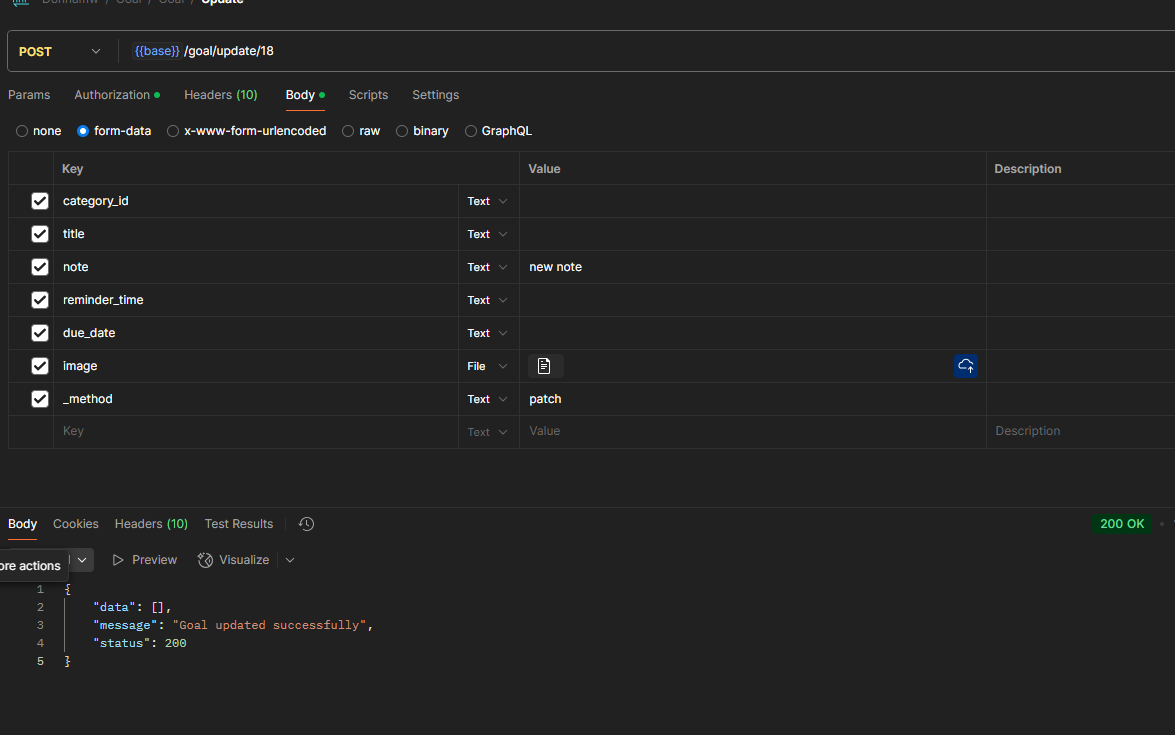 Donnamw / Goal / Goal / Update
POST {{base}} /goal/update/18
Params Authorization Headers (10) Body Scripts Settings
none form-data x-www-form-urlencoded raw binary GraphQL
Key Value Description
category_id Text
title Text
note Text new note
reminder_time Text
due_date Text
image File
_method Text patch
Key Text Value Description
Body Cookies Headers (10) Test Results 200 OK
ore actions Preview Visualize
1 {
2 "data": [],
3 "message": "Goal updated successfully",
4 "status": 200
5 }